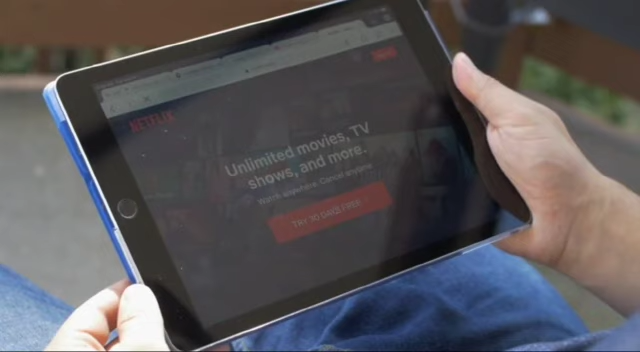 NETFLIX
Unlimited movies, TV
shows, and more.
Watch anywhere. Cancel anytime.
TRY 30 DAYS FREE